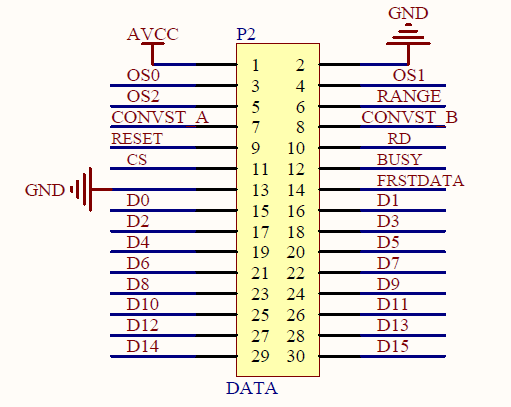 GND
AVCC P2
1 2
OS0 3 4 OS1
OS2 5 6 RANGE
CONVST_A 7 8 CONVST_B
RESET 9 10 RD
CS 11 12 BUSY
GND 13 14 FRSTDATA
D0 15 16 D1
D2 17 18 D3
D4 19 20 D5
D6 21 22 D7
D8 23 24 D9
D10 25 26 D11
D12 27 28 D13
D14 29 30 D15
DATA